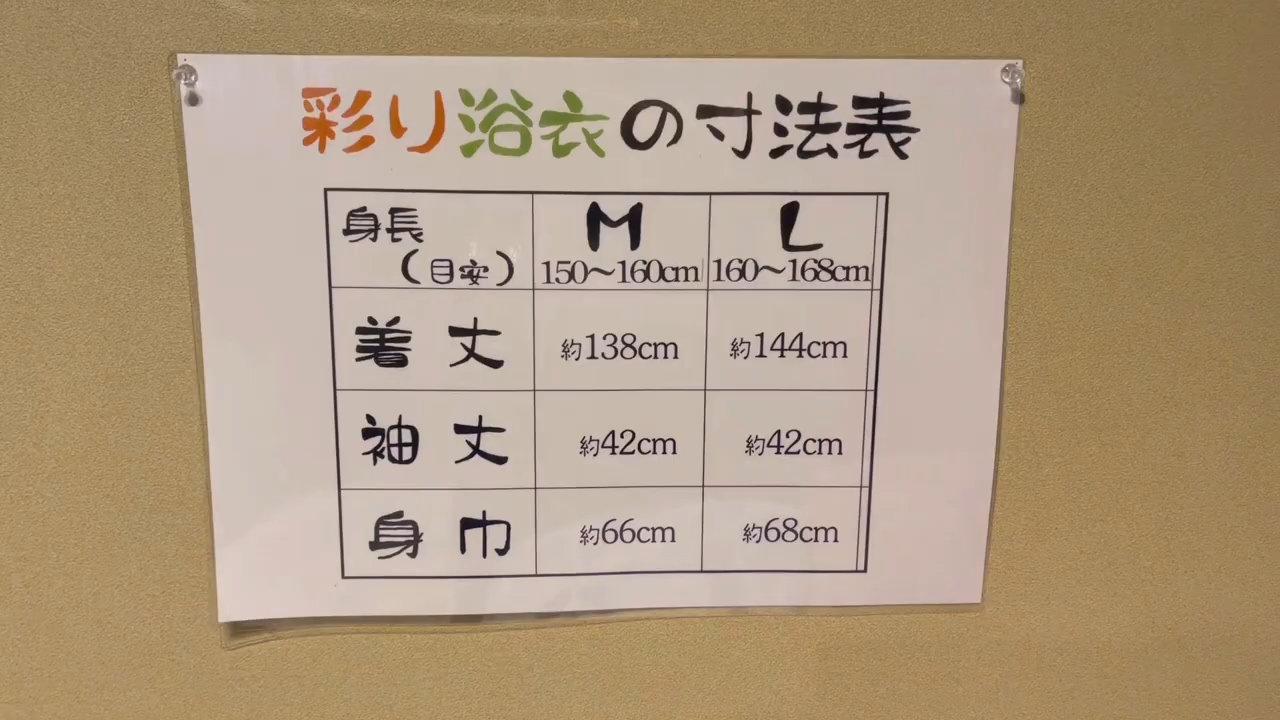 彩り浴衣の寸法表
身長 M L
(目安) 150〜160cm 160〜168cm
着丈 約138cm 約144cm
袖丈 約42cm 約42cm
身巾 約66cm 約68cm